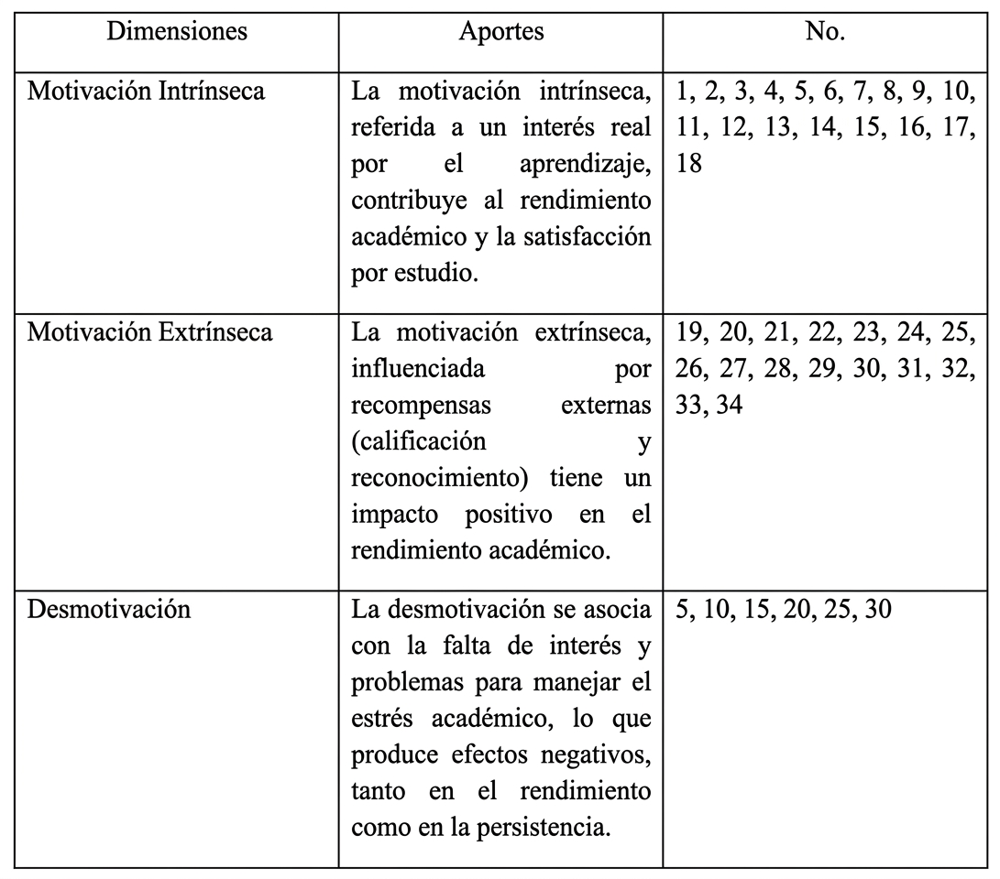 Dimensiones
Aportes
No.
Motivación Intrínseca
La motivación intrínseca,
referida a un interés real
por el aprendizaje,
contribuye al rendimiento
académico y la satisfacción
por estudio.
1, 2, 3, 4, 5, 6, 7, 8, 9, 10,
11, 12, 13, 14, 15, 16, 17,
18
Motivación Extrínseca
La motivación extrínseca,
influenciada por
recompensas externas
(calificación y
reconocimiento) tiene un
impacto positivo en el
rendimiento académico.
19, 20, 21, 22, 23, 24, 25,
26, 27, 28, 29, 30, 31, 32,
33, 34
Desmotivación
La desmotivación se asocia
con la falta de interés y
problemas para manejar el
estrés académico, lo que
produce efectos negativos,
tanto en el rendimiento
como en la persistencia.
5, 10, 15, 20, 25, 30